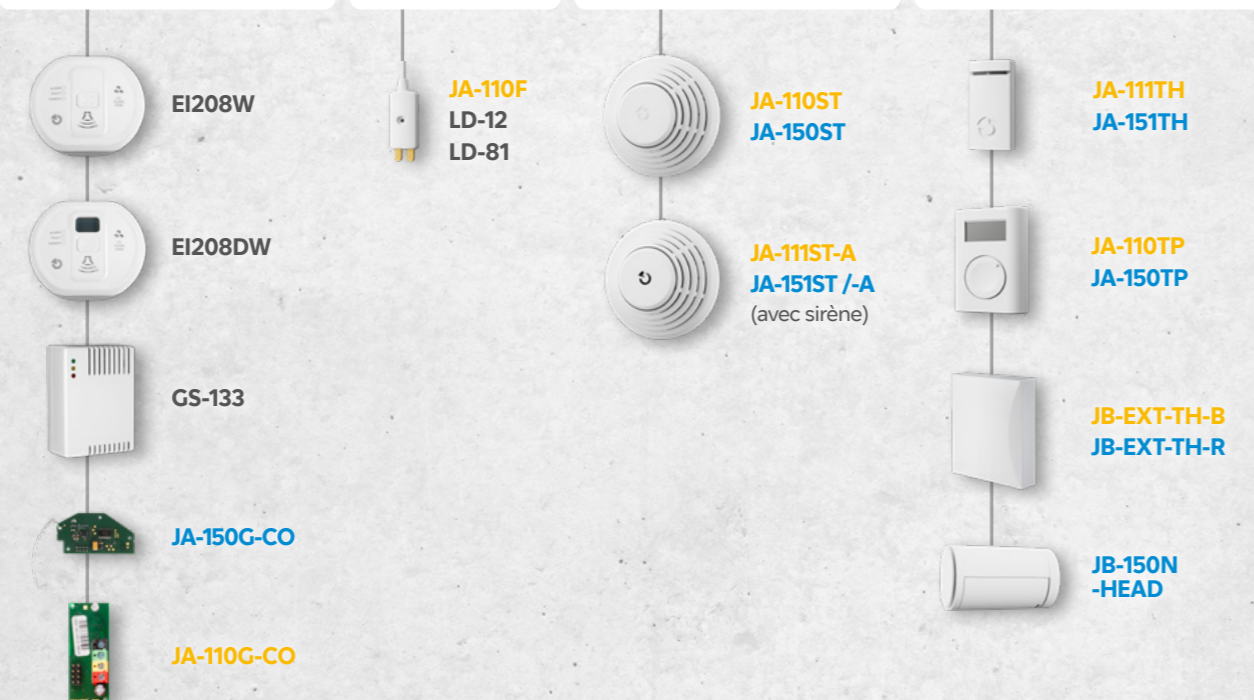 EI208W
EI208DW
GS-133
JA-150G-CO
JA-110G-CO
JA-110F
LD-12
LD-81
JA-110ST
JA-150ST
JA-111ST-A
JA-151ST /-A
(avec sirène)
JA-111TH
JA-151TH
JA-110TP
JA-150TP
JB-EXT-TH-B
JB-EXT-TH-R
JB-150N
-HEAD